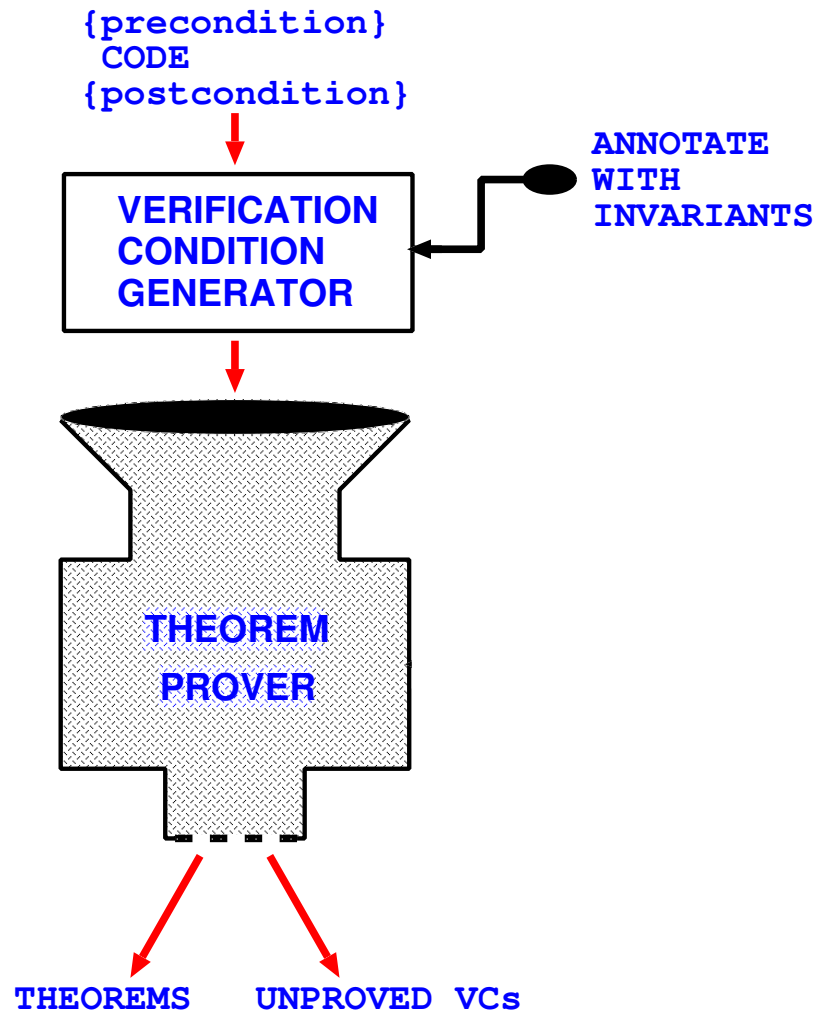 {precondition}
CODE
{postcondition}
ANNOTATE
WITH
INVARIANTS
VERIFICATION
CONDITION
GENERATOR
THEOREM
PROVER
THEOREMS
UNPROVED VCs